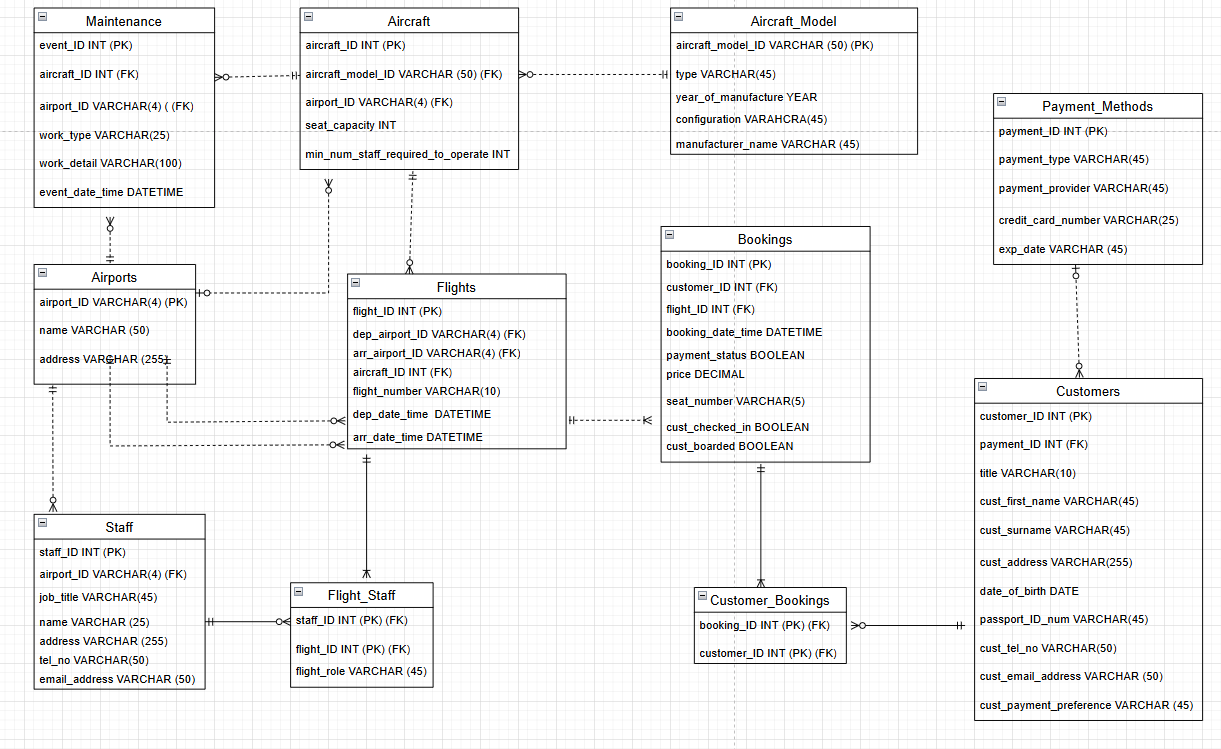 Maintenance
event_ID INT (PK)
aircraft_ID INT (FK)
airport_ID VARCHAR(4) ( (FK)
work_type VARCHAR(25)
work_detail VARCHAR(100)
event_date_time DATETIME
Aircraft
aircraft_ID INT (PK)
aircraft_model_ID VARCHAR (50) (FK)
airport_ID VARCHAR(4) (FK)
seat_capacity INT
min_num_staff_required_to_operate INT
Aircraft_Model
aircraft_model_ID VARCHAR (50) (PK)
type VARCHAR(45)
year_of_manufacture YEAR
configuration VARAHCRA(45)
manufacturer_name VARCHAR (45)
Payment_Methods
payment_ID INT (PK)
payment_type VARCHAR(45)
payment_provider VARCHAR(45)
credit_card_number VARCHAR(25)
exp_date VARCHAR (45)
Airports
airport_ID VARCHAR(4) (PK)
name VARCHAR (50)
address VARCHAR (255)
Flights
flight_ID INT (PK)
dep_airport_ID VARCHAR(4) (FK)
arr_airport_ID VARCHAR(4) (FK)
aircraft_ID INT (FK)
flight_number VARCHAR(10)
dep_date_time DATETIME
arr_date_time DATETIME
Bookings
booking_ID INT (PK)
customer_ID INT (FK)
flight_ID INT (FK)
booking_date_time DATETIME
payment_status BOOLEAN
price DECIMAL
seat_number VARCHAR(5)
cust_checked_in BOOLEAN
cust_boarded BOOLEAN
Customers
customer_ID INT (PK)
payment_ID INT (FK)
title VARCHAR(10)
cust_first_name VARCHAR(45)
cust_surname VARCHAR(45)
cust_address VARCHAR(255)
date_of_birth DATE
passport_ID_num VARCHAR(45)
cust_tel_no VARCHAR(50)
cust_email_address VARCHAR (50)
cust_payment_preference VARCHAR (45)
Staff
staff_ID INT (PK)
airport_ID VARCHAR(4) (FK)
job_title VARCHAR(45)
name VARCHAR (25)
address VARCHAR (255)
tel_no VARCHAR(50)
email_address VARCHAR (50)
Flight_Staff
staff_ID INT (PK) (FK)
flight_ID INT (PK) (FK)
flight_role VARCHAR (45)
Customer_Bookings
booking_ID INT (PK) (FK)
customer_ID INT (PK) (FK)